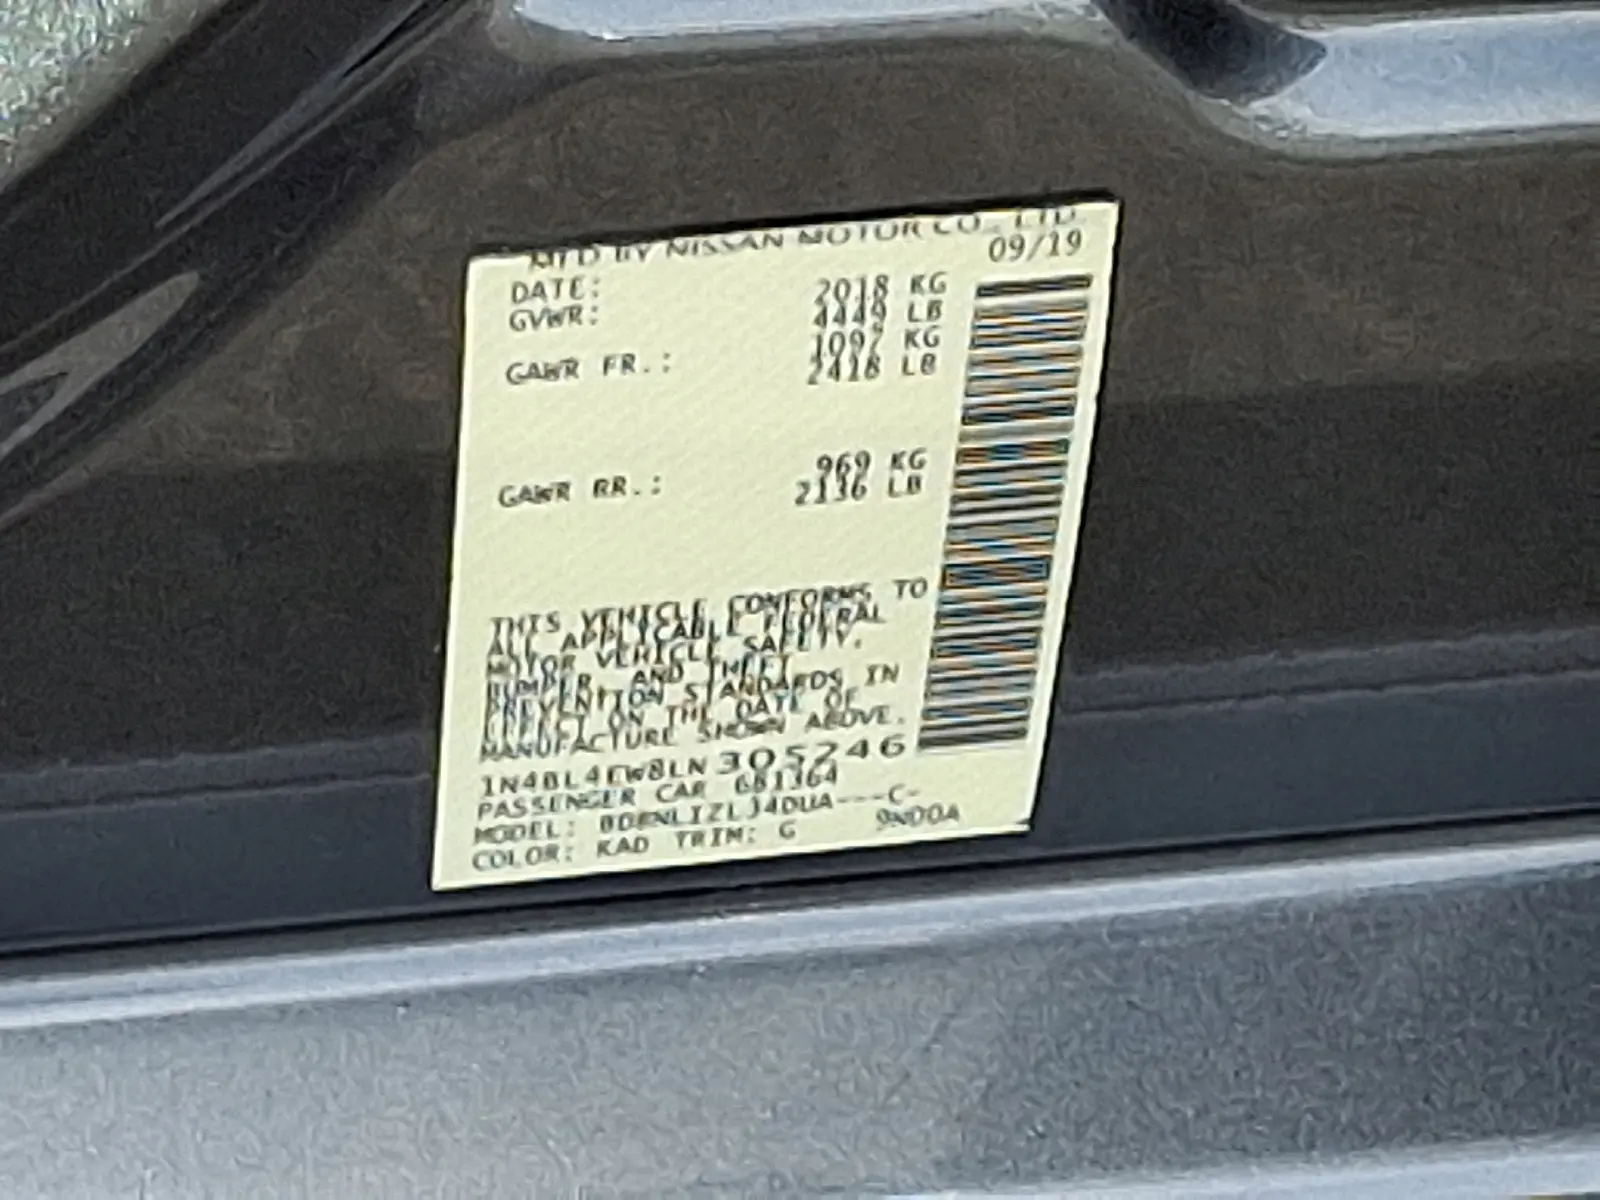 MFD BY NISSAN MOTOR CO., LTD.
DATE: 09/19
GVWR: 2018 KG
4449 LB
GAWR FR.: 1097 KG
2418 LB
GAWR RR.: 969 KG
2136 LB
THIS VEHICLE CONFORMS TO
ALL APPLICABLE FEDERAL
MOTOR VEHICLE SAFETY,
BUMPER, AND THEFT
PREVENTION STANDARDS IN
EFFECT ON THE DATE OF
MANUFACTURE SHOWN ABOVE.
1N4BL4EW8LN305246
PASSENGER CAR 681364
MODEL:
COLOR: KAD TRIM: G 9N00A